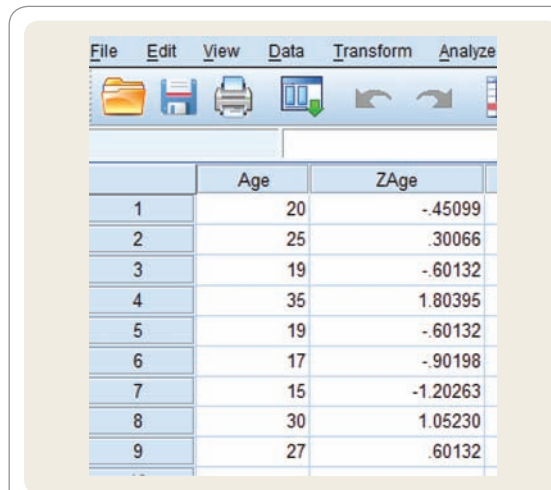 File Edit View Data Transform Analyze
Age ZAge
1 20 -.45099
2 25 .30066
3 19 -.60132
4 35 1.80395
5 19 -.60132
6 17 -.90198
7 15 -1.20263
8 30 1.05230
9 27 .60132